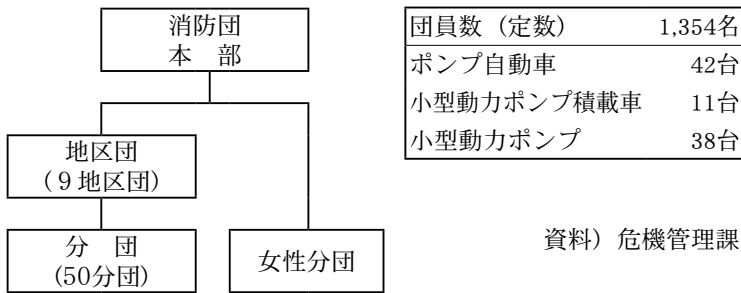 消防団
本　部
地区団
(９地区団)
分　団
(50分団)
女性分団
団員数（定数）　1,354名
ポンプ自動車　42台
小型動力ポンプ積載車　11台
小型動力ポンプ　38台
資料）危機管理課